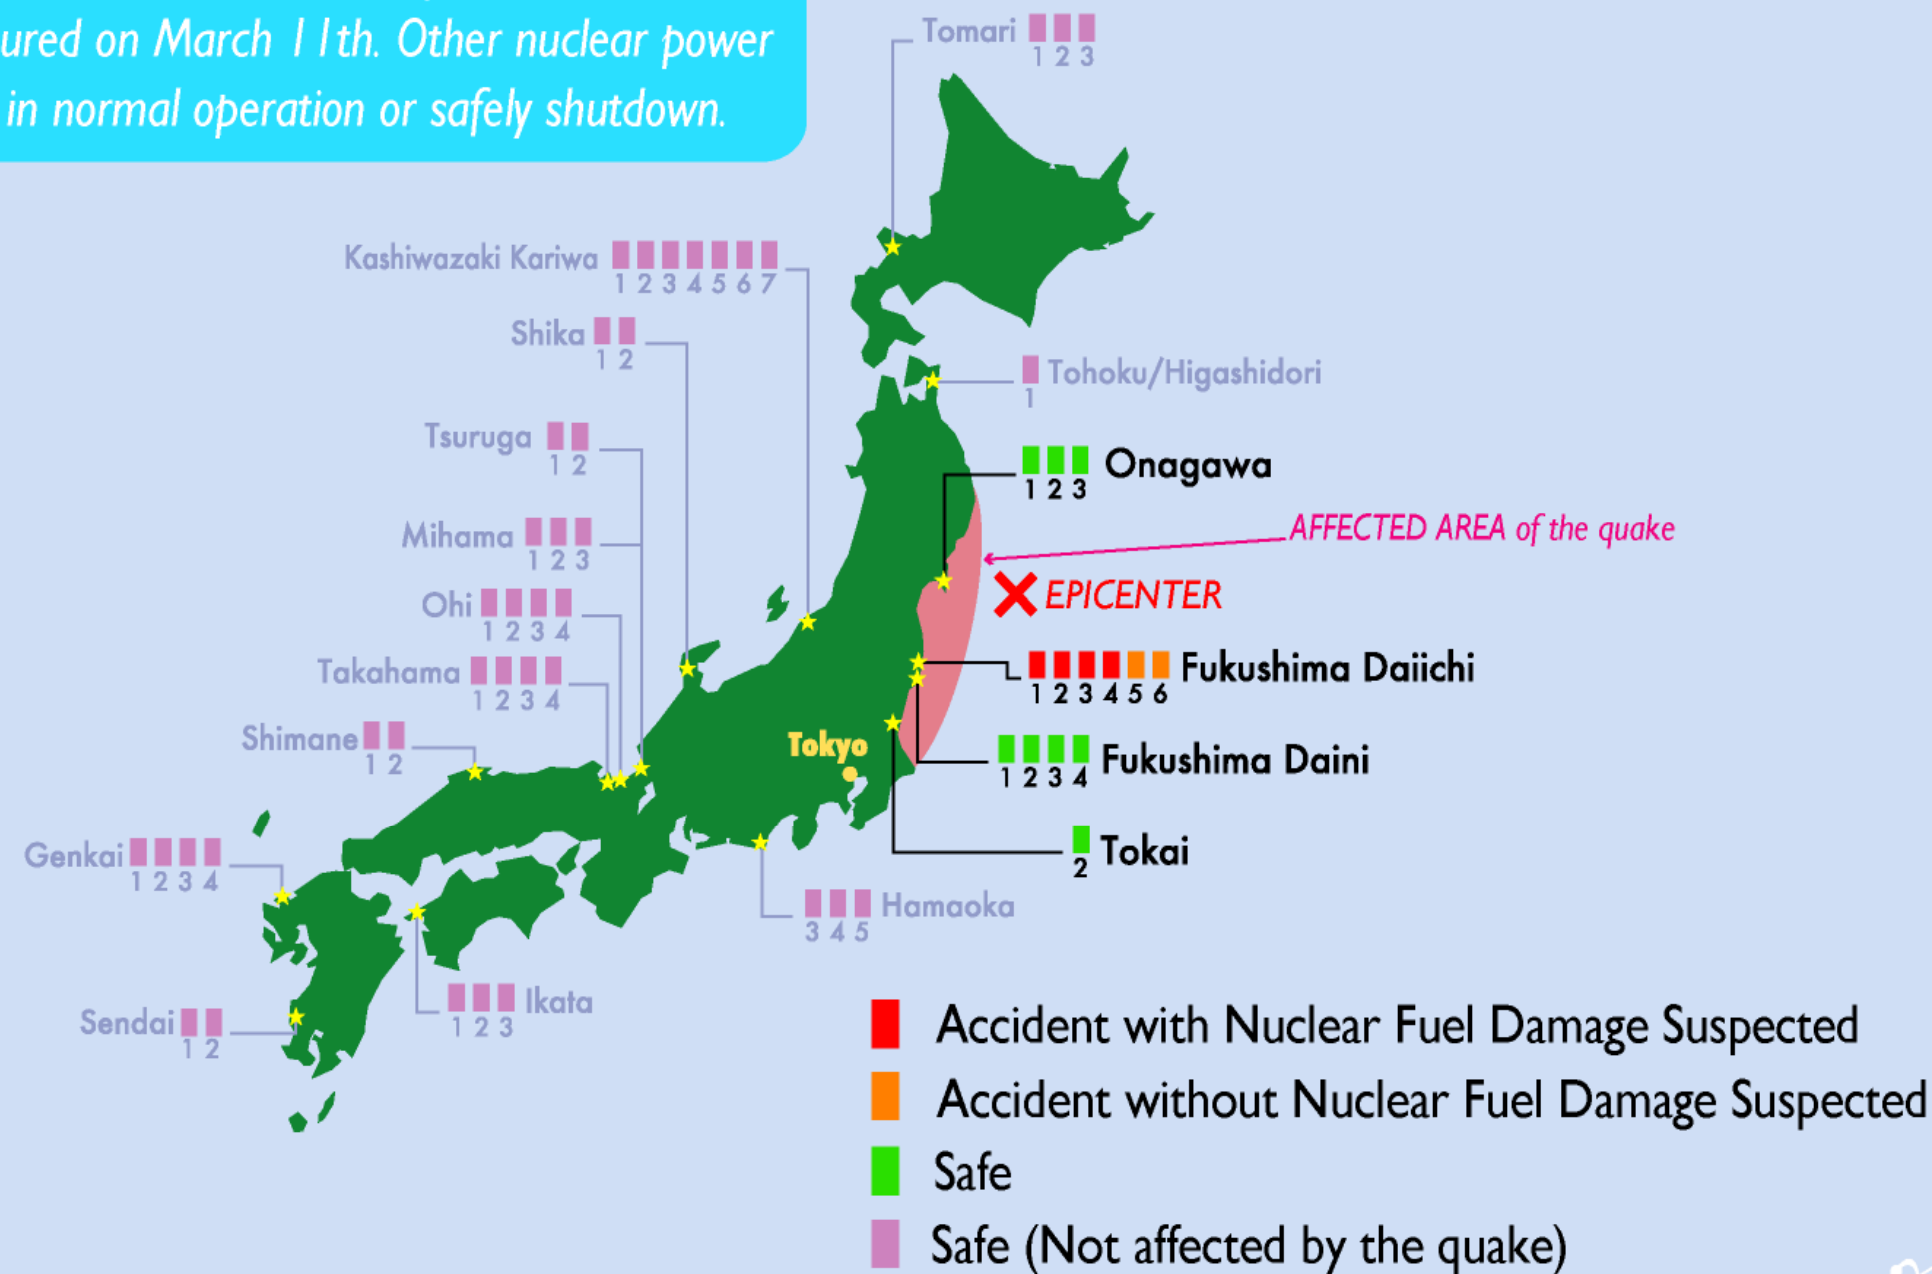 ured on March 11th. Other nuclear power
in normal operation or safely shutdown.
Tomari
1 2 3
Kashiwazaki Kariwa
1 2 3 4 5 6 7
Shika
1 2
Tohoku/Higashidori
1
Tsuruga
1 2
Onagawa
1 2 3
AFFECTED AREA of the quake
Mihama
1 2 3
EPICENTER
Ohi
1 2 3 4
Fukushima Daiichi
1 2 3 4 5 6
Takahama
1 2 3 4
Shimane
1 2
Tokyo
Fukushima Daini
1 2 3 4
Tokai
2
Genkai
1 2 3 4
Hamaoka
3 4 5
Ikata
1 2 3
Sendai
1 2
Accident with Nuclear Fuel Damage Suspected
Accident without Nuclear Fuel Damage Suspected
Safe
Safe (Not affected by the quake)